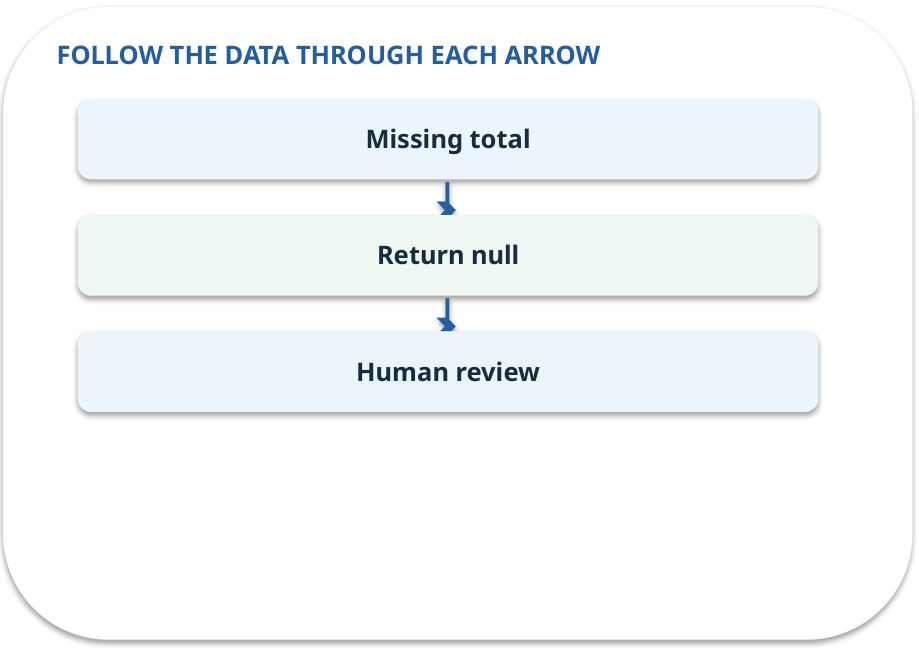 FOLLOW THE DATA THROUGH EACH ARROW
Missing total
Return null
Human review